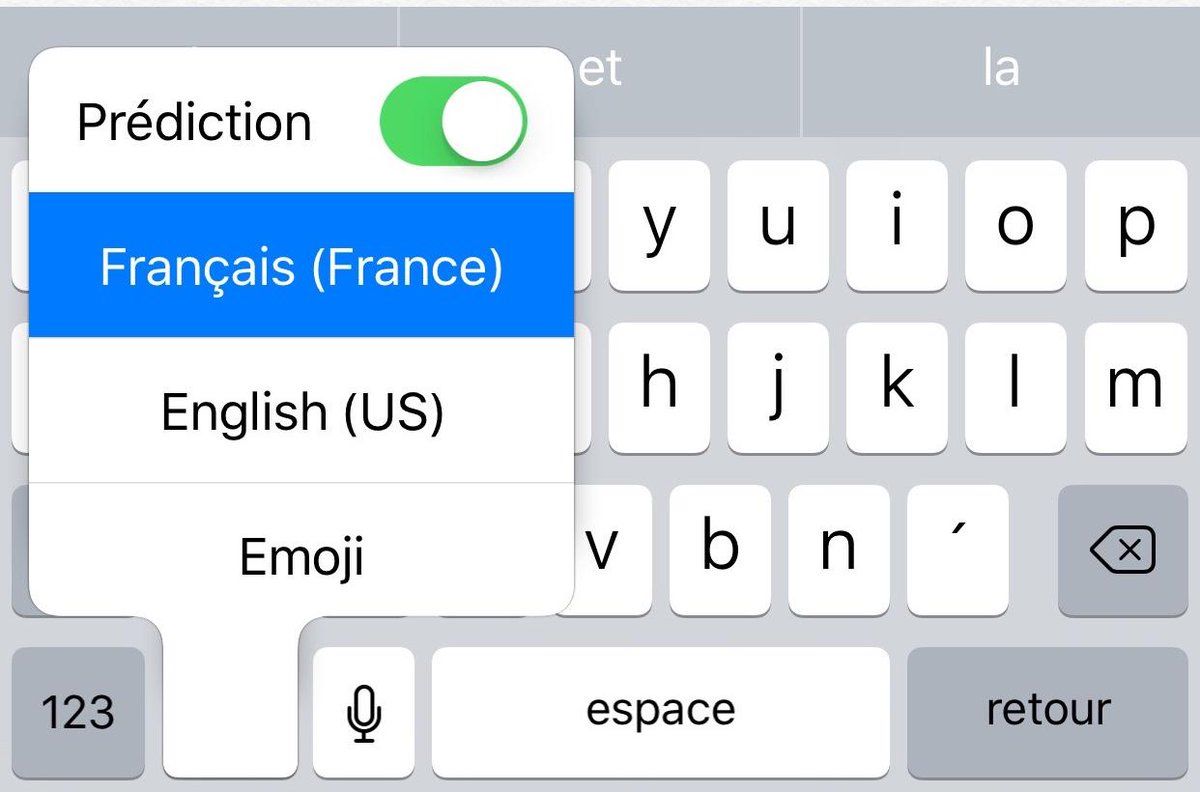 et la
Prédiction
Français (France)
English (US)
Emoji
y u i o p
h j k l m
v b n ´
123 espace retour